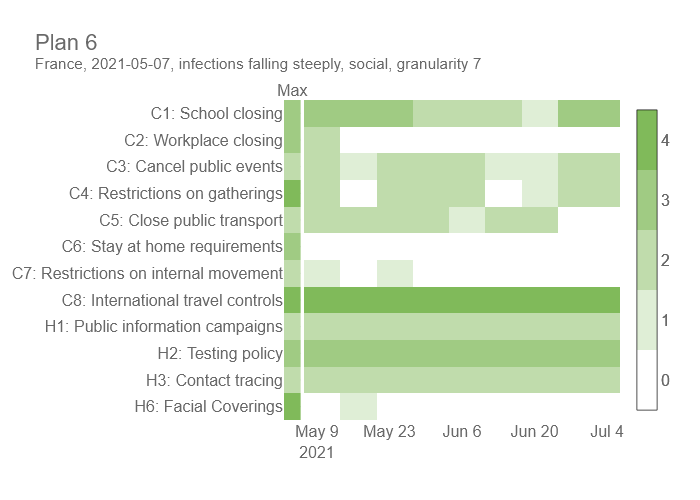 Plan 6
France, 2021-05-07, infections falling steeply, social, granularity 7
Max
C1: School closing
C2: Workplace closing
C3: Cancel public events
C4: Restrictions on gatherings
C5: Close public transport
C6: Stay at home requirements
C7: Restrictions on internal movement
C8: International travel controls
H1: Public information campaigns
H2: Testing policy
H3: Contact tracing
H6: Facial Coverings
May 9 May 23 Jun 6 Jun 20 Jul 4
2021
4
3
2
1
0